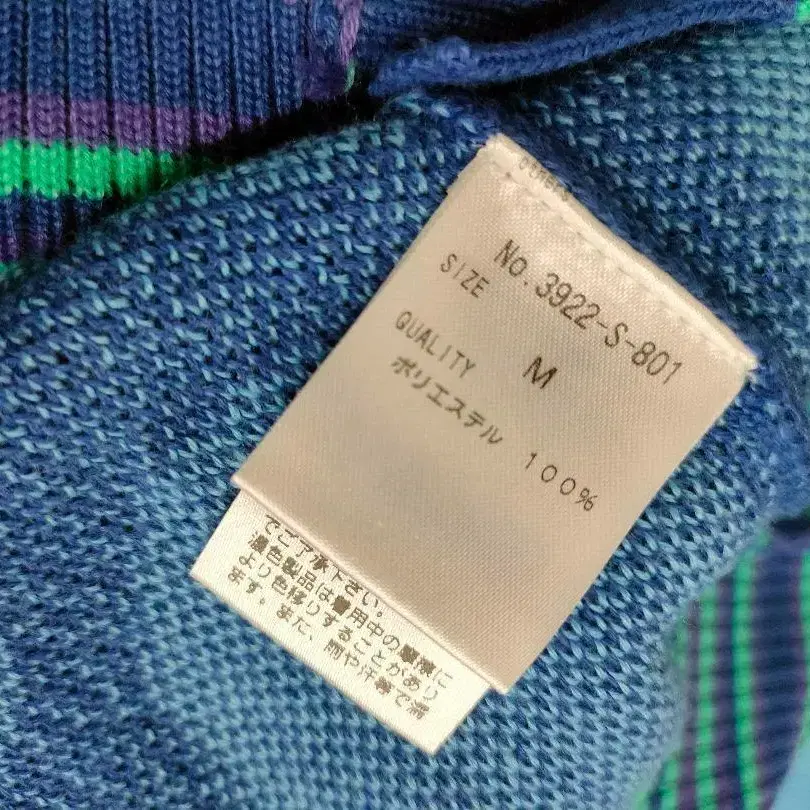 No.3922-S-801
SIZE M
QUALITY
ポリエステル 100%
でご了承下さい。
濃色製品は着用中の摩擦に
より色移りすることがあり
ます。また、雨や汗等で濡